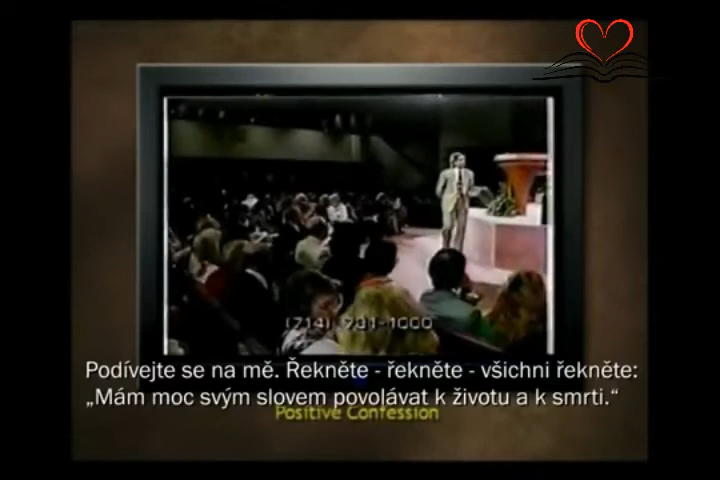 (714) 731-1000
Podívejte se na mě. Řekněte - řekněte - všichni řekněte:
„Mám moc svým slovem povolávat k životu a k smrti.“
Positive Confession